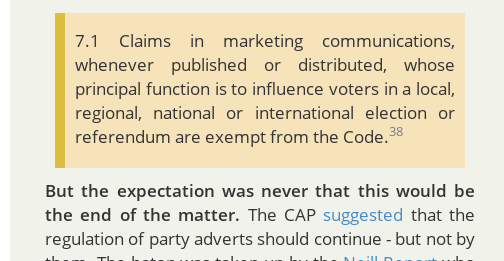 7.1 Claims in marketing communications,
whenever published or distributed, whose
principal function is to influence voters in a local,
regional, national or international election or
referendum are exempt from the Code.38
But the expectation was never that this would be
the end of the matter. The CAP suggested that the
regulation of party adverts should continue - but not by
them. The baton was taken up by the Neill Report who